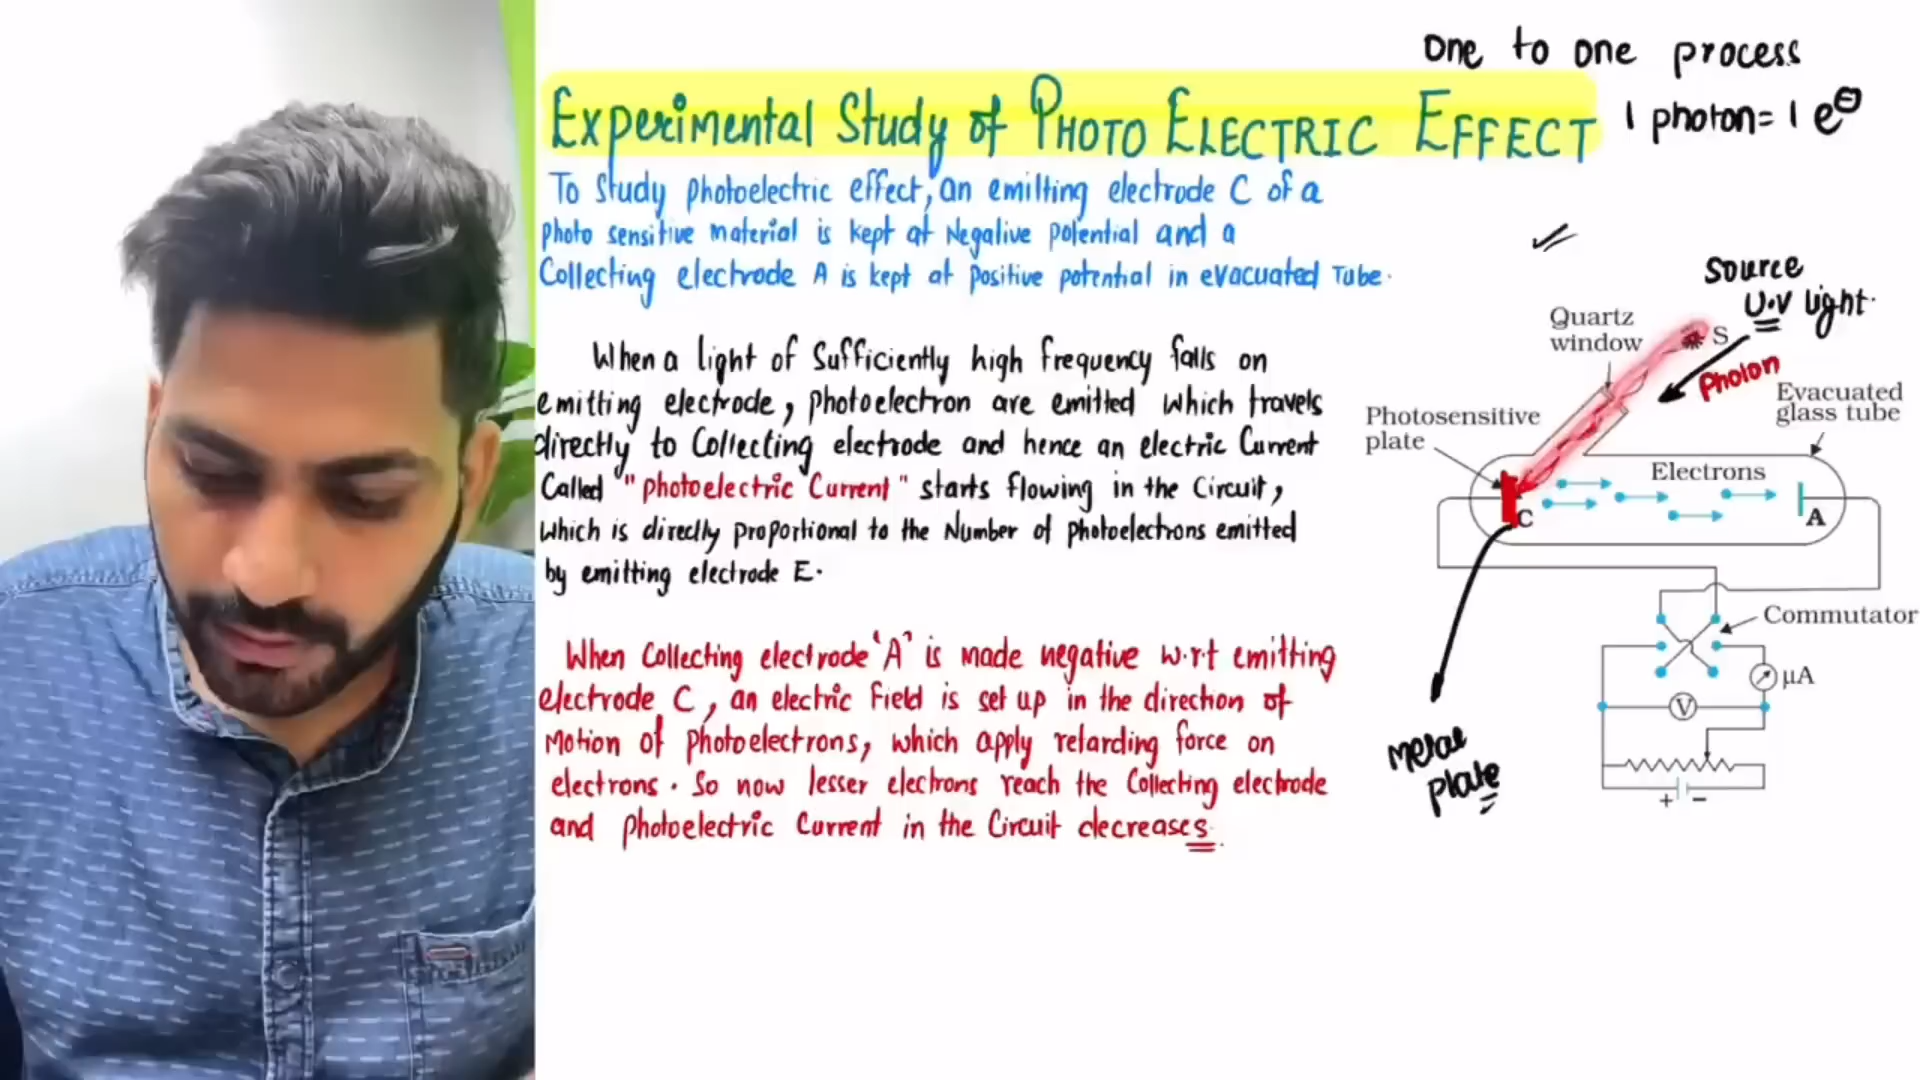 One to one process
Experimental Study of PHOTO ELECTRIC EFFECT
1 photon = 1 e⊖
To Study photoelectric effect, an emitting electrode C of a
photo sensitive material is kept at Negative potential and a
Collecting electrode A is kept at positive potential in evacuated Tube.
When a light of Sufficiently high frequency falls on
emitting electrode, photoelectron are emitted which travels
directly to Collecting electrode and hence an electric Current
Called "photoelectric Current" starts flowing in the Circuit,
which is directly proportional to the Number of photoelectrons emitted
by emitting electrode E.
When Collecting electrode 'A' is made negative w.r.t emitting
electrode C, an electric field is set up in the direction of
Motion of photoelectrons, which apply retarding force on
electrons. So now lesser electrons reach the Collecting electrode
and photoelectric Current in the Circuit decreases.
Source
U.V light.
Quartz
window
S
Photon
Evacuated
glass tube
Photosensitive
plate
Electrons
C
A
Commutator
μA
V
+ −
Metal
plate